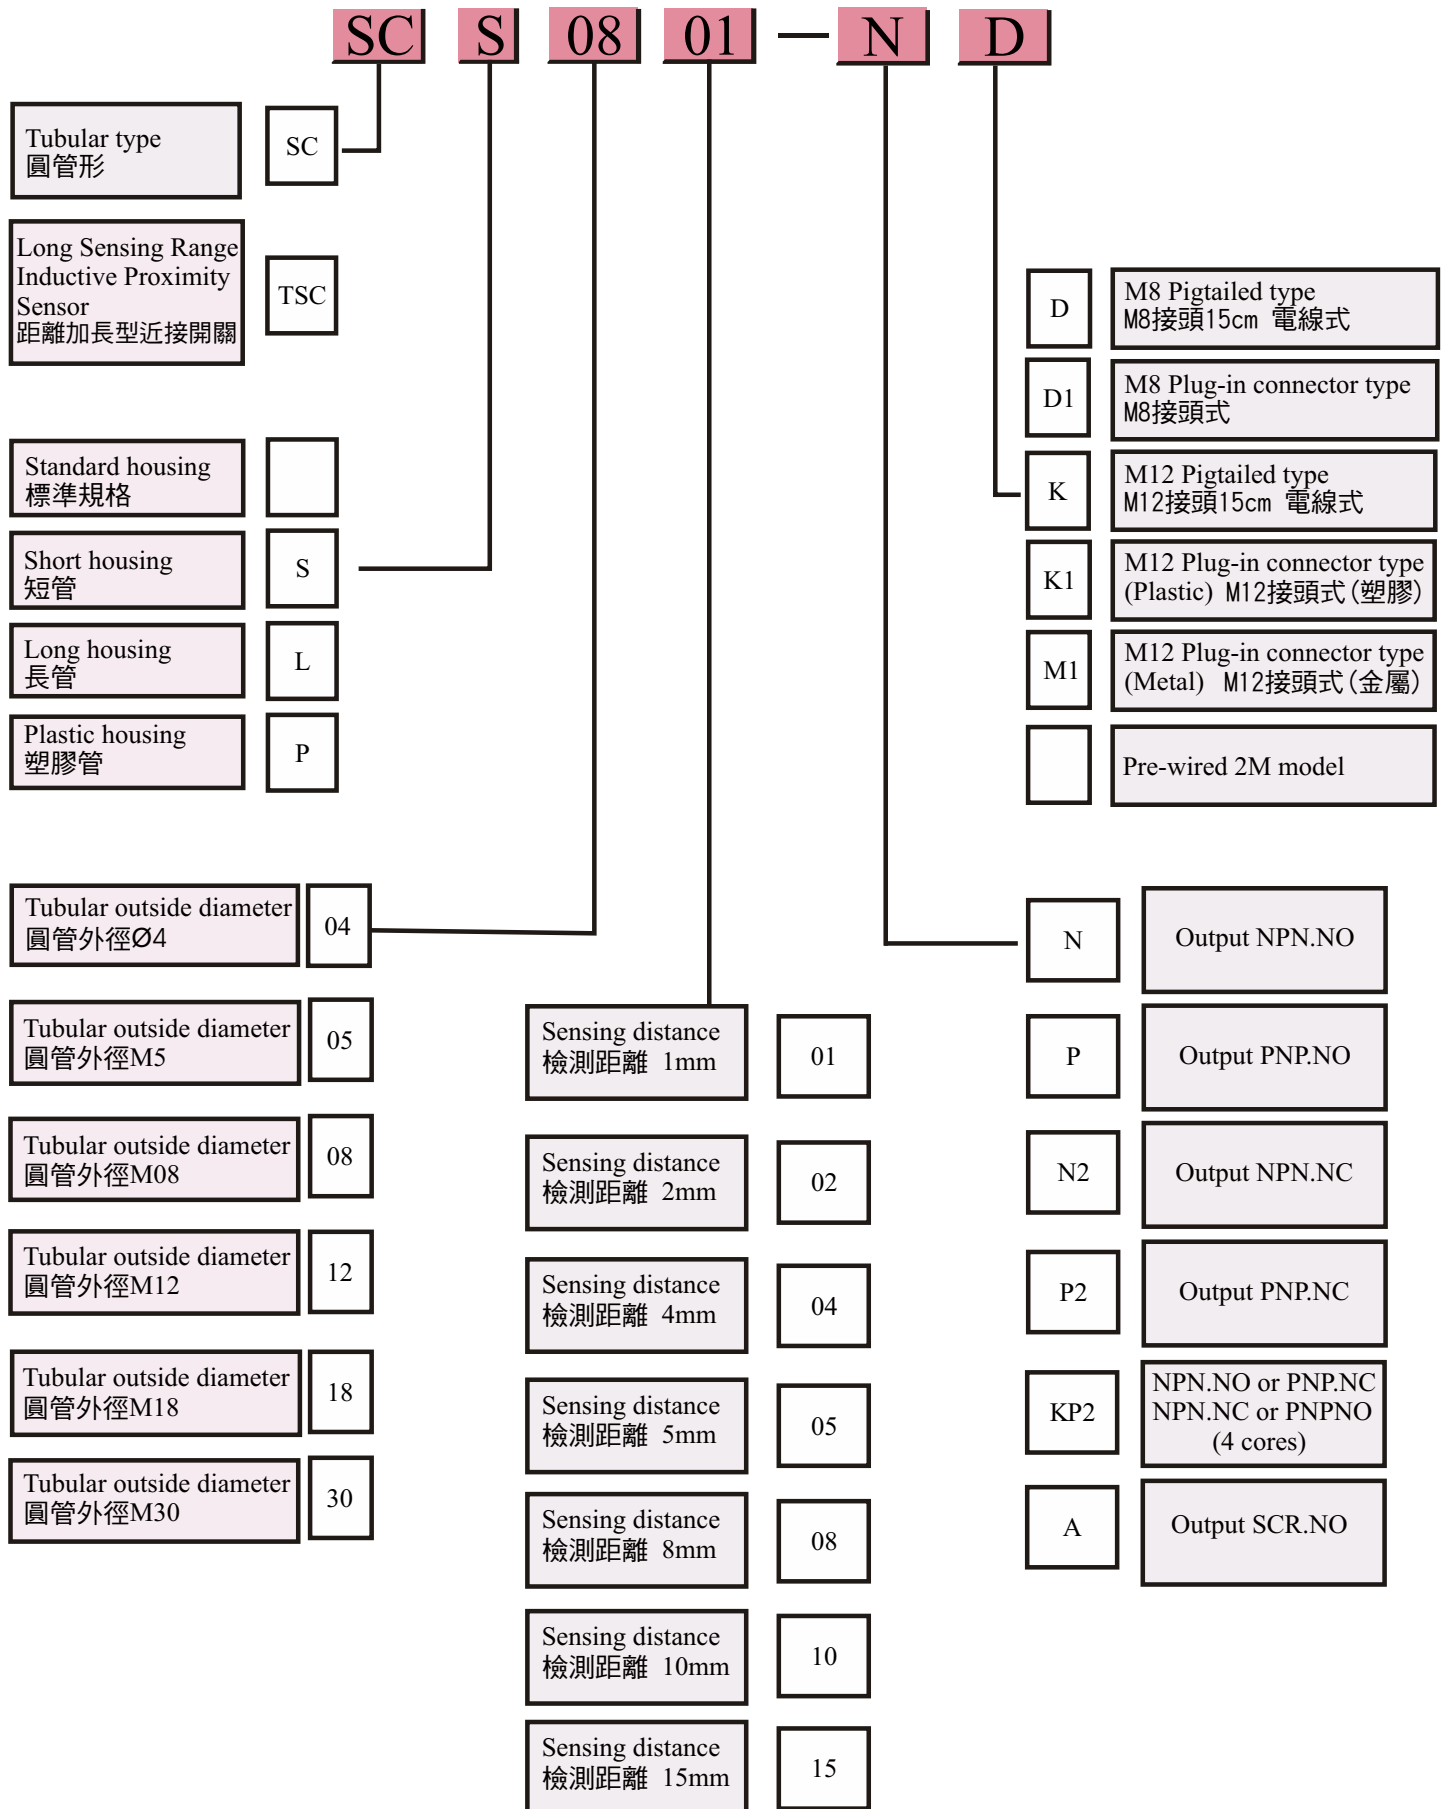 SC S 08 01 — N D
Tubular type
圓管形
SC
Long Sensing Range
Inductive Proximity
Sensor
距離加長型近接開關
TSC
Standard housing
標準規格
Short housing
短管
S
Long housing
長管
L
Plastic housing
塑膠管
P
Tubular outside diameter
圓管外徑Ø4
04
Tubular outside diameter
圓管外徑M5
05
Tubular outside diameter
圓管外徑M08
08
Tubular outside diameter
圓管外徑M12
12
Tubular outside diameter
圓管外徑M18
18
Tubular outside diameter
圓管外徑M30
30
Sensing distance
檢測距離 1mm
01
Sensing distance
檢測距離 2mm
02
Sensing distance
檢測距離 4mm
04
Sensing distance
檢測距離 5mm
05
Sensing distance
檢測距離 8mm
08
Sensing distance
檢測距離 10mm
10
Sensing distance
檢測距離 15mm
15
D
M8 Pigtailed type
M8接頭15cm 電線式
D1
M8 Plug-in connector type
M8接頭式
K
M12 Pigtailed type
M12接頭15cm 電線式
K1
M12 Plug-in connector type
(Plastic) M12接頭式(塑膠)
M1
M12 Plug-in connector type
(Metal) M12接頭式(金屬)
Pre-wired 2M model
N
Output NPN.NO
P
Output PNP.NO
N2
Output NPN.NC
P2
Output PNP.NC
KP2
NPN.NO or PNP.NC
NPN.NC or PNPNO
(4 cores)
A
Output SCR.NO